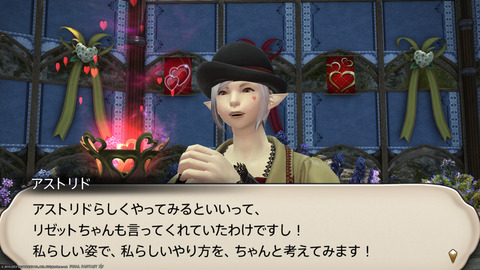 アストリド
アストリドらしくやってみるといいって、
リゼットちゃんも言ってくれていたわけですし！
私らしい姿で、私らしいやり方を、ちゃんと考えてみます！